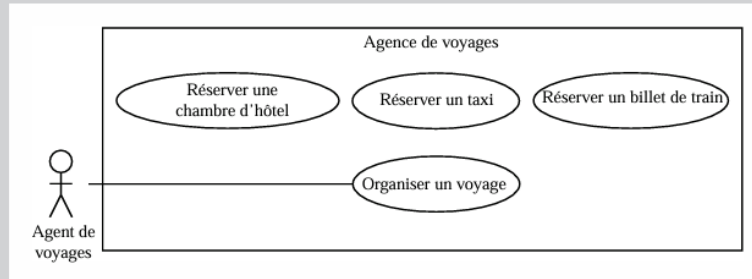 Agence de voyages
Réserver une
chambre d'hôtel
Réserver un taxi
Réserver un billet de train
Organiser un voyage
Agent de
voyages